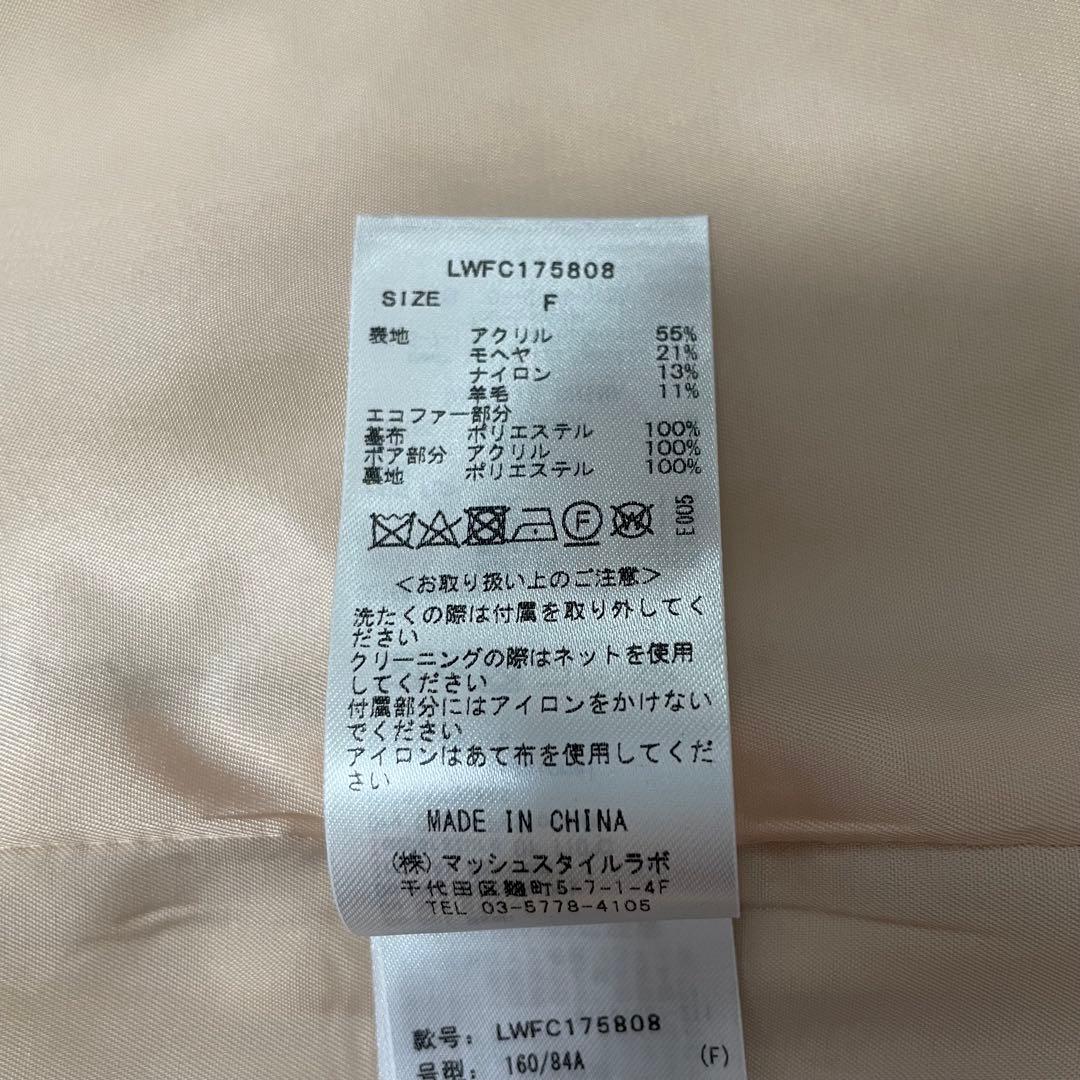 LWFC175808
SIZE F
表地 アクリル 55%
モヘヤ 21%
ナイロン 13%
羊毛 11%
エコファー部分
基布 ポリエステル 100%
ボア部分 アクリル 100%
裏地 ポリエステル 100%
F W E005
<お取り扱い上のご注意>
洗たくの際は付属を取り外してく
ださい
クリーニングの際はネットを使用
してください
付属部分にはアイロンをかけない
でください
アイロンはあて布を使用してくだ
さい
MADE IN CHINA
(株)マッシュスタイルラボ
千代田区麹町5-7-1-4F
TEL 03-5778-4105
款号: LWFC175808
号型: 160/84A (F)